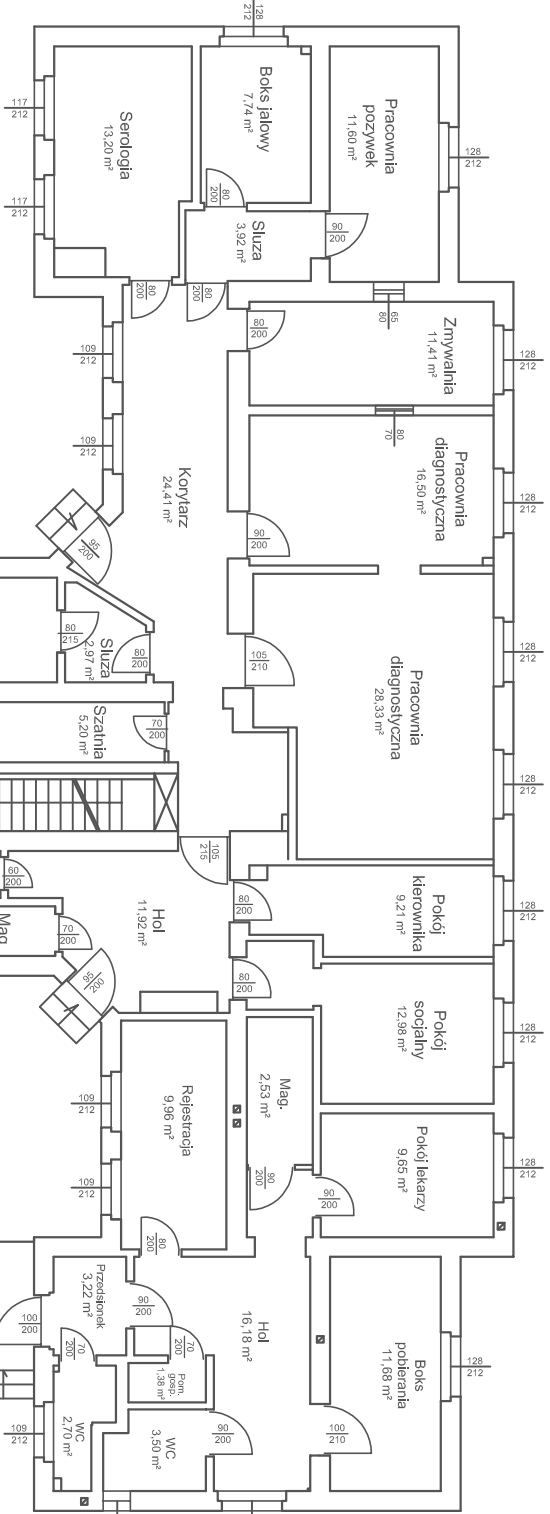 128
212
Boks jałowy
7,74 m²
Pracownia
pożywek
11,60 m²
128
212
Serologia
13,20 m²
117
212
117
212
80
200
Śluza
3,92 m²
90
200
80
200
80
200
65
80
80
200
Zmywalnia
11,41 m²
128
212
109
212
109
212
80
70
Pracownia
diagnostyczna
16,50 m²
128
212
Korytarz
24,41 m²
90
200
95
200
80
215
Śluza
2,97 m²
80
200
105
210
Pracownia
diagnostyczna
28,33 m²
128
212
128
212
Szatnia
5,20 m²
70
200
105
215
60
200
Mag
70
200
Hol
11,92 m²
80
200
Pokój
kierownika
9,21 m²
128
212
95
200
80
200
Pokój
socjalny
12,98 m²
128
212
109
212
109
212
Rejestracja
9,96 m²
Mag.
2,53 m²
90
200
90
200
Pokój lekarzy
9,65 m²
128
212
80
200
Przedsionek
3,22 m²
90
200
100
200
70
200
70
200
Pom.
gosp.
1,38 m²
Hol
16,18 m²
Boks
pobierania
11,68 m²
128
212
109
212
WC
2,70 m²
WC
3,50 m²
90
200
100
210